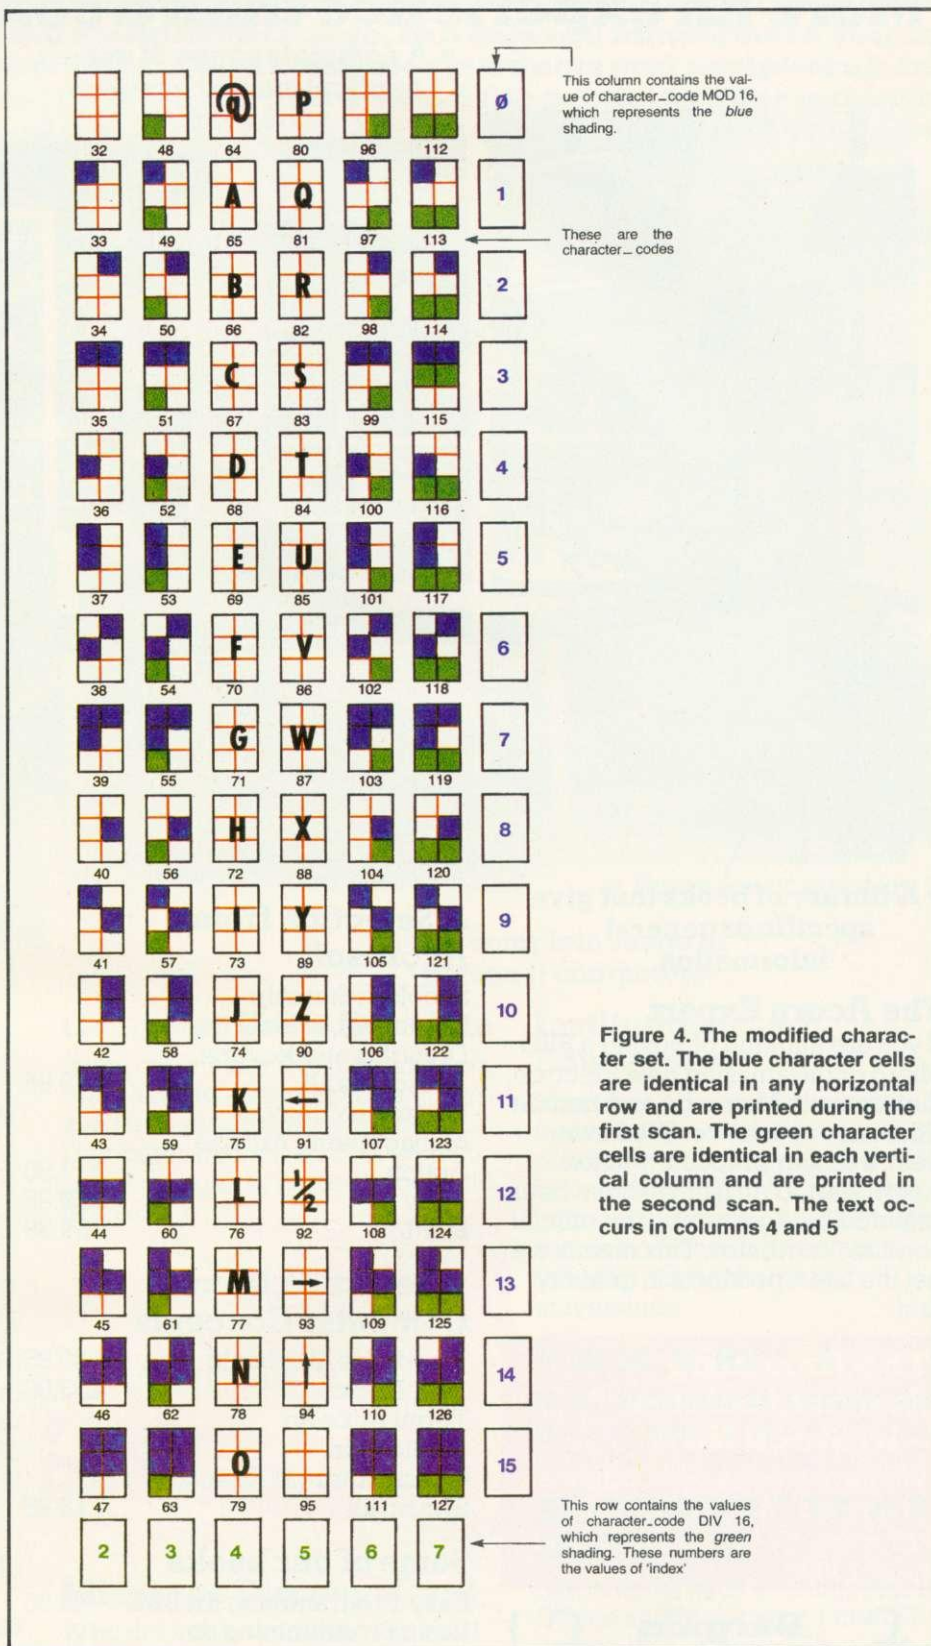 This column contains the val-
ue of character_code MOD 16,
which represents the blue
shading.
@ P Ø
32 48 64 80 96 112
A Q 1
33 49 65 81 97 113
These are the
character_ codes
B R 2
34 50 66 82 98 114
C S 3
35 51 67 83 99 115
D T 4
36 52 68 84 100 116
E U 5
37 53 69 85 101 117
F V 6
38 54 70 86 102 118
G W 7
39 55 71 87 103 119
H X 8
40 56 72 88 104 120
I Y 9
41 57 73 89 105 121
J Z 10
42 58 74 90 106 122
K ← 11
43 59 75 91 107 123
L 1/2 12
44 60 76 92 108 124
M → 13
45 61 77 93 109 125
N ↑ 14
46 62 78 94 110 126
O 15
47 63 79 95 111 127
2 3 4 5 6 7
Figure 4. The modified charac-
ter set. The blue character cells
are identical in any horizontal
row and are printed during the
first scan. The green character
cells are identical in each verti-
cal column and are printed in
the second scan. The text oc-
curs in columns 4 and 5
This row contains the values
of character_code DIV 16,
which represents the green
shading. These numbers are
the values of 'index'